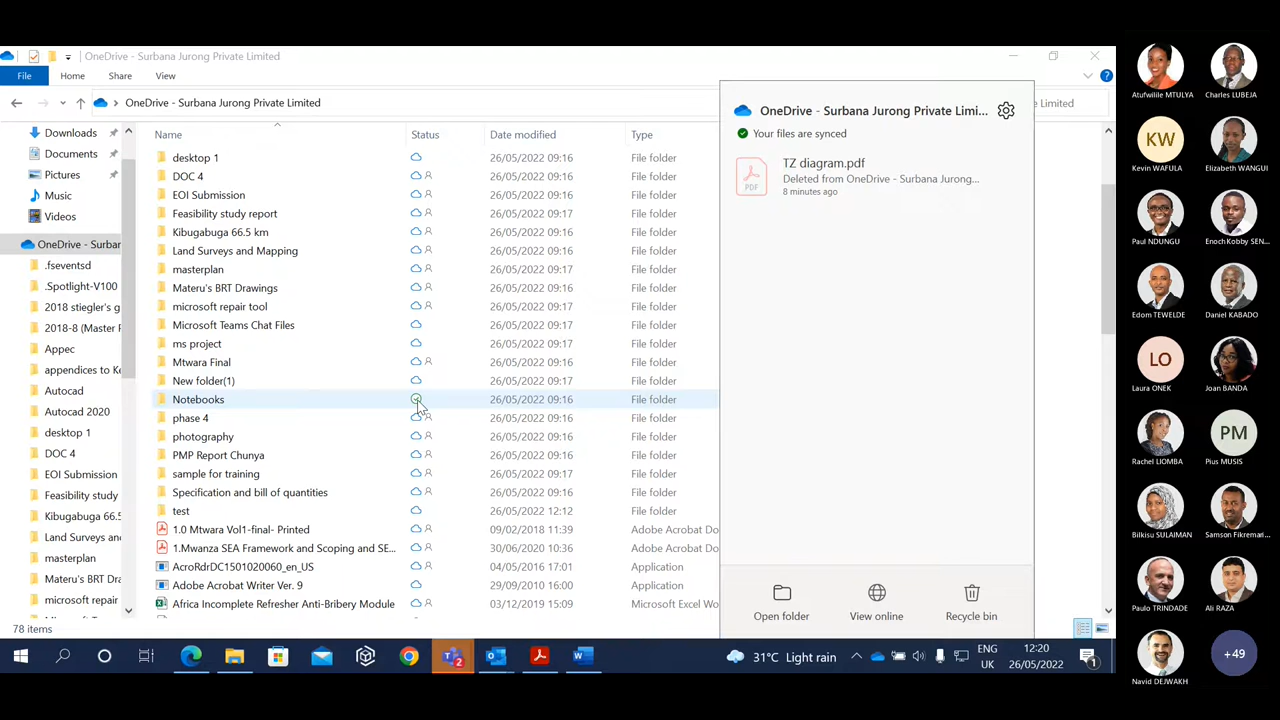 OneDrive - Surbana Jurong Private Limited
File Home Share View
OneDrive - Surbana Jurong Private Limited
e Limited
Downloads
Documents
Pictures
Music
Videos
OneDrive - Surbar
.fseventsd
.Spotlight-V100
2018 stiegler's g
2018-8 (Master P
Appec
appendices to Ke
Autocad
Autocad 2020
desktop 1
DOC 4
EOI Submission
Feasibility study
Kibugabuga 66.5
Land Surveys anc
masterplan
Materu's BRT Dra
microsoft repair
Name Status Date modified Type
desktop 1 26/05/2022 09:16 File folder
DOC 4 26/05/2022 09:16 File folder
EOI Submission 26/05/2022 09:16 File folder
Feasibility study report 26/05/2022 09:17 File folder
Kibugabuga 66.5 km 26/05/2022 09:16 File folder
Land Surveys and Mapping 26/05/2022 09:16 File folder
masterplan 26/05/2022 09:17 File folder
Materu's BRT Drawings 26/05/2022 09:16 File folder
microsoft repair tool 26/05/2022 09:17 File folder
Microsoft Teams Chat Files 26/05/2022 09:17 File folder
ms project 26/05/2022 09:17 File folder
Mtwara Final 26/05/2022 09:16 File folder
New folder(1) 26/05/2022 09:17 File folder
Notebooks 26/05/2022 09:16 File folder
phase 4 26/05/2022 09:16 File folder
photography 26/05/2022 09:16 File folder
PMP Report Chunya 26/05/2022 09:16 File folder
sample for training 26/05/2022 09:17 File folder
Specification and bill of quantities 26/05/2022 09:16 File folder
test 26/05/2022 12:12 File folder
1.0 Mtwara Vol1-final- Printed 09/02/2018 11:39 Adobe Acrobat Do
1.Mwanza SEA Framework and Scoping and SE... 30/06/2020 10:36 Adobe Acrobat Do
AcroRdrDC1501020060_en_US 04/05/2016 17:01 Application
Adobe Acrobat Writer Ver. 9 29/09/2010 16:00 Application
Africa Incomplete Refresher Anti-Bribery Module 03/12/2019 15:09 Microsoft Excel Wo
78 items
OneDrive - Surbana Jurong Private Limi...
Your files are synced
PDF
TZ diagram.pdf
Deleted from OneDrive - Surbana Jurong...
8 minutes ago
Open folder View online Recycle bin
2
31°C Light rain
ENG
UK
12:20
26/05/2022
1
Atufwilile MTULYA Charles LUBEJA
KW
Kevin WAFULA Elizabeth WANGUI
Paul NDUNGU Enoch Kobby SEN...
Edom TEWELDE Daniel KABADO
LO
Laura ONEK Joan BANDA
PM
Rachel LIOMBA Pius MUSIS
Bilkisu SULAIMAN Samson Fikremari...
Paulo TRINDADE Ali RAZA
+49
Navid DEJWAKH